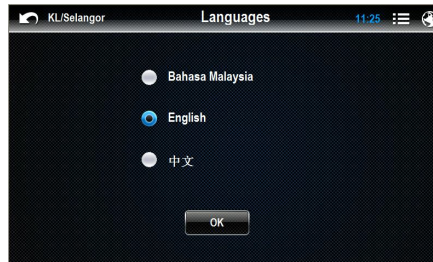 KL/Selangor Languages 11:25
Bahasa Malaysia
English
中文
OK